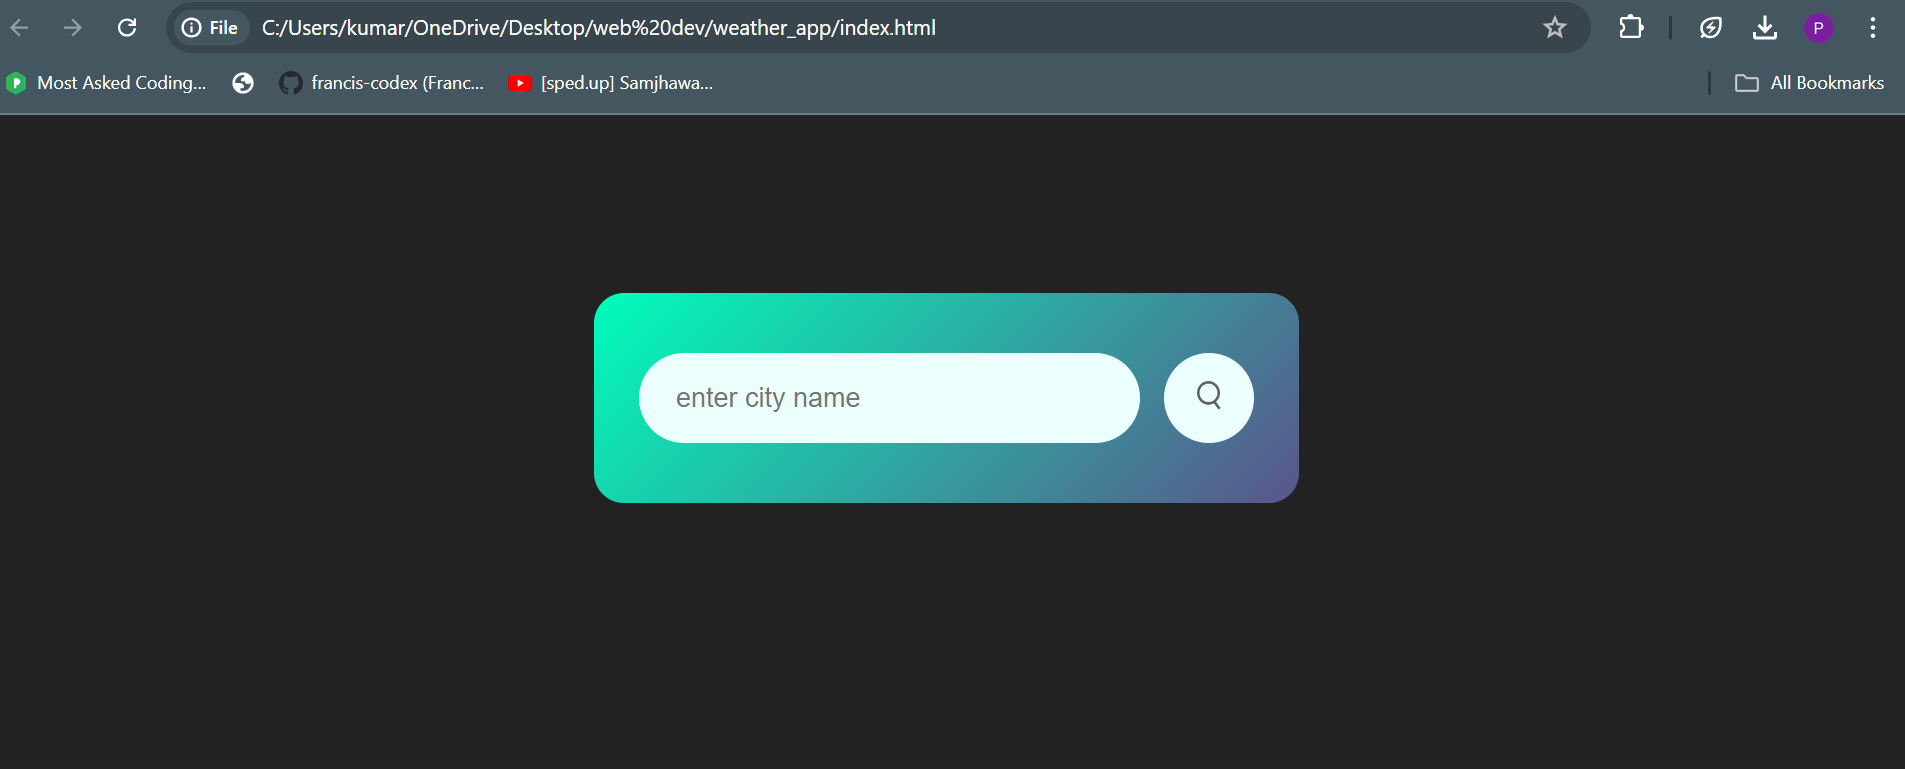 File C:/Users/kumar/OneDrive/Desktop/web%20dev/weather_app/index.html P
Most Asked Coding... francis-codex (Franc... [sped.up] Samjhawa... All Bookmarks
enter city name